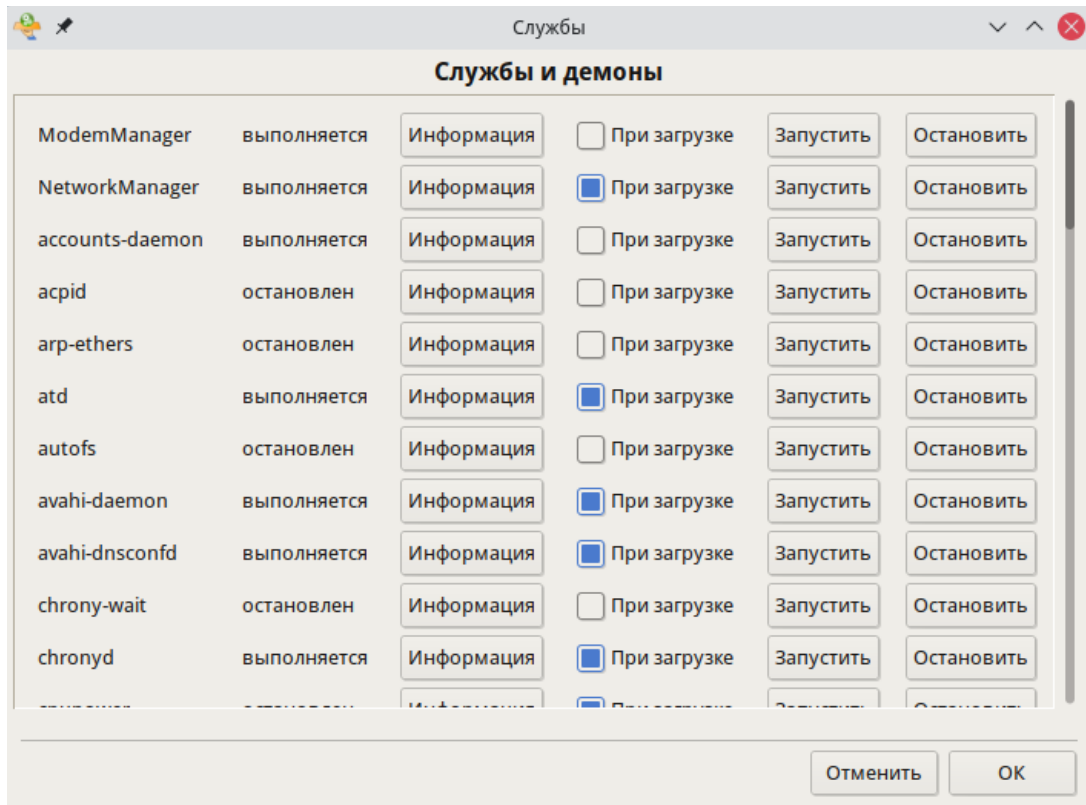 Службы
Службы и демоны
ModemManager выполняется Информация При загрузке Запустить Остановить
NetworkManager выполняется Информация При загрузке Запустить Остановить
accounts-daemon выполняется Информация При загрузке Запустить Остановить
acpid остановлен Информация При загрузке Запустить Остановить
arp-ethers остановлен Информация При загрузке Запустить Остановить
atd выполняется Информация При загрузке Запустить Остановить
autofs остановлен Информация При загрузке Запустить Остановить
avahi-daemon выполняется Информация При загрузке Запустить Остановить
avahi-dnsconfd выполняется Информация При загрузке Запустить Остановить
chrony-wait остановлен Информация При загрузке Запустить Остановить
chronyd выполняется Информация При загрузке Запустить Остановить
Отменить ОК